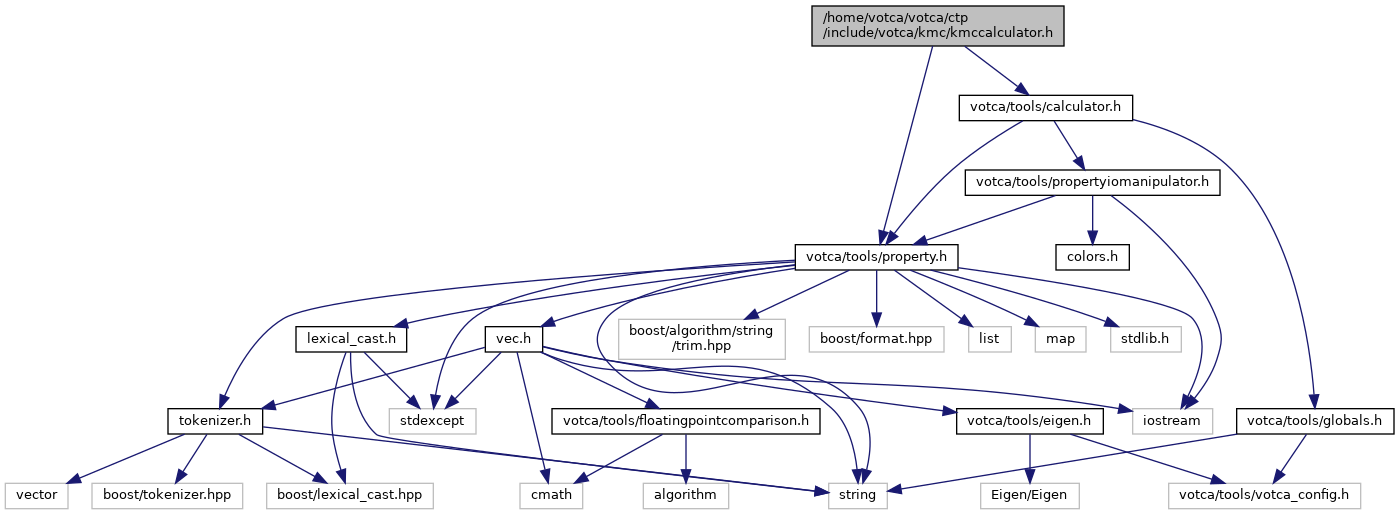 /home/votca/votca/ctp
/include/votca/kmc/kmccalculator.h
votca/tools/calculator.h
votca/tools/propertyiomanipulator.h
votca/tools/property.h
colors.h
lexical_cast.h
vec.h
boost/algorithm/string
/trim.hpp
boost/format.hpp
list
map
stdlib.h
tokenizer.h
stdexcept
votca/tools/floatingpointcomparison.h
votca/tools/eigen.h
iostream
votca/tools/globals.h
vector
boost/tokenizer.hpp
boost/lexical_cast.hpp
cmath
algorithm
string
Eigen/Eigen
votca/tools/votca_config.h